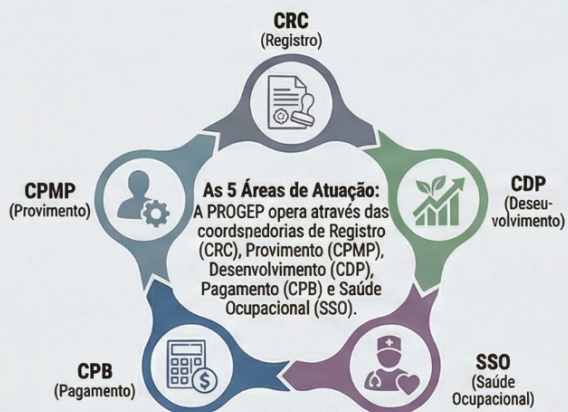 CRC
(Registro)
CPMP
(Provimento)
As 5 Áreas de Atuação:
A PROGEP opera através das
coordsnedorias de Registro
(CRC), Provimento (CPMP),
Desenvolvimento (CDP),
Pagamento (CPB) e Saúde
Ocupacional (SSO).
CDP
(Deseu-
volvimento)
CPB
(Pagamento)
SSO
(Saúde
Ocupacional)
$